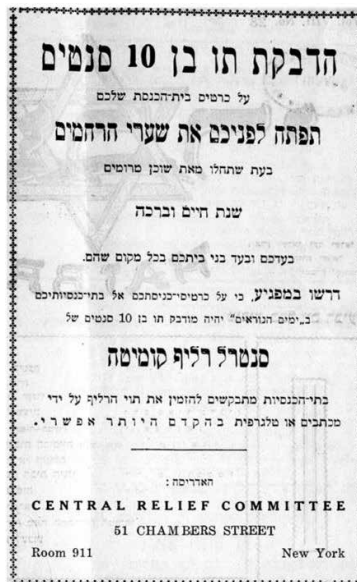 הדבקת תו בן 10 סנטים
על כרטיס בית־הכנסת שלכם
תפתח לפניכם את שערי הרחמים
בעת שתחלו מאת שוכן מרומים
שנת חיים וברכה
בעדכם ובעד בני ביתכם בכל מקום שהם.
דרשו במפגיע, כי על כרטיסי־כניסתכם אל בתי־כנסיותיכם
ב„ימים הנוראים" יהיה מודבק תו בן 10 סנטים של
סנטרל רליף קומיטה
בתי־הכנסיות מתבקשים להזמין את תוי הרליף על ידי
מכתבים או טלגרפית בהקדם היותר אפשרי.
האדריסה:
CENTRAL RELIEF COMMITTEE
51 CHAMBERS STREET
Room 911 New York